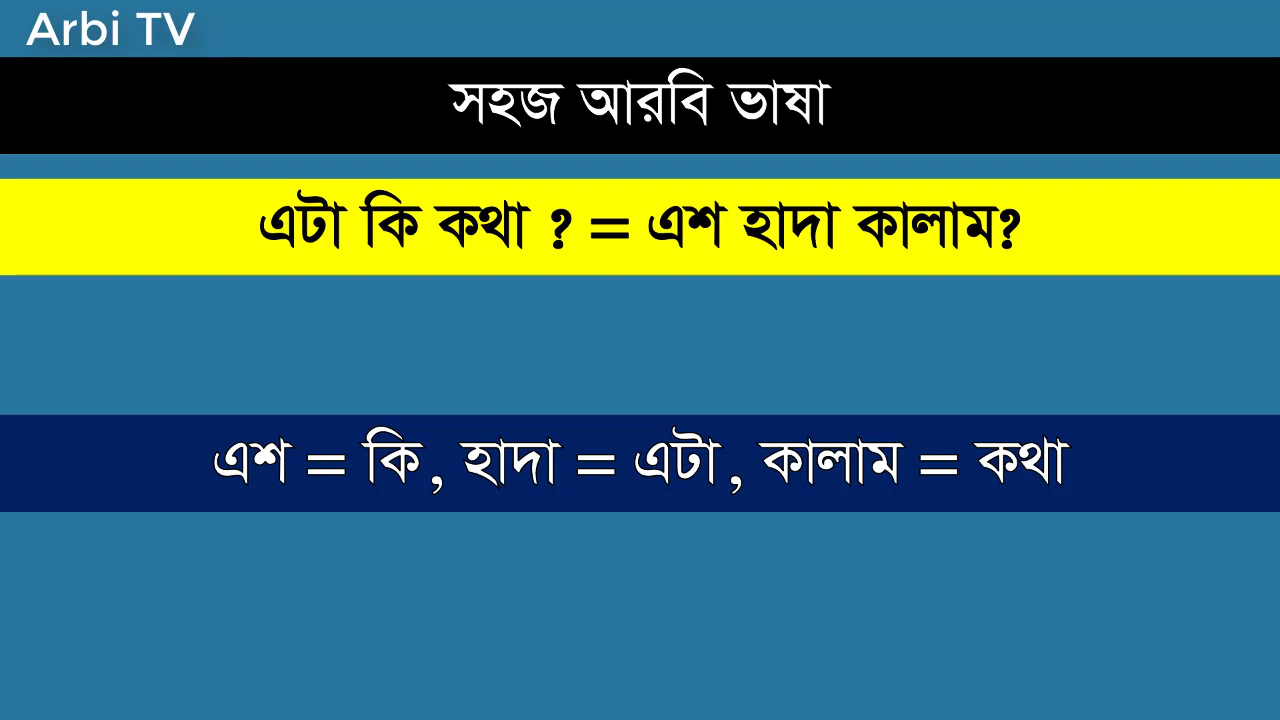 Arbi TV
সহজ আরবি ভাষা
এটা কি কথা ? = এশ হাদা কালাম?
এশ = কি, হাদা = এটা, কালাম = কথা